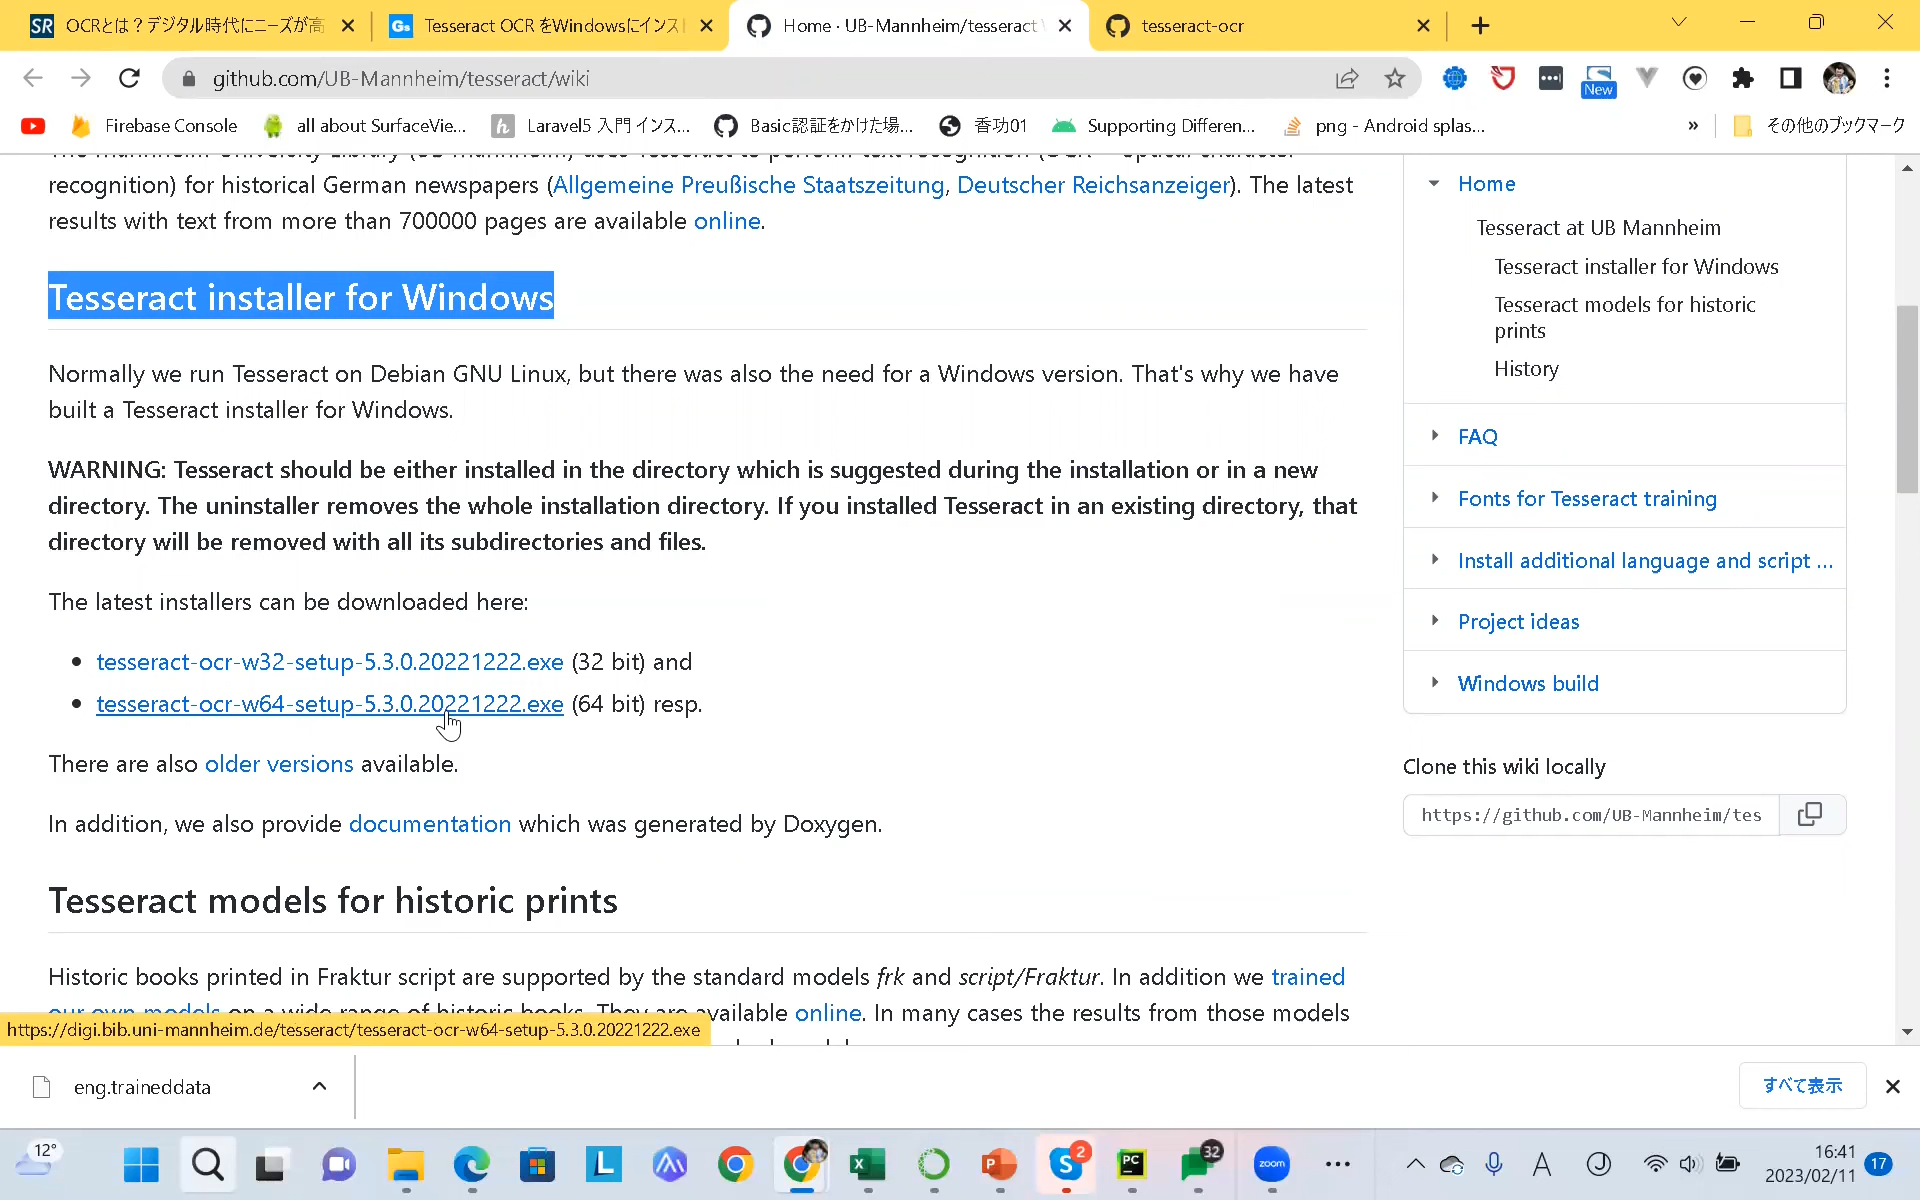 SR OCRとは？デジタル時代にニーズが高
Tesseract OCR をWindowsにインスト
Home · UB-Mannheim/tesseract
tesseract-ocr
github.com/UB-Mannheim/tesseract/wiki
New
Firebase Console
all about SurfaceVie...
Laravel5 入門 インス...
Basic認証をかけた場...
香功01
Supporting Differen...
png - Android splas...
»
その他のブックマーク
recognition) for historical German newspapers (Allgemeine Preußische Staatszeitung, Deutscher Reichsanzeiger). The latest
results with text from more than 700000 pages are available online.
Tesseract installer for Windows
Normally we run Tesseract on Debian GNU Linux, but there was also the need for a Windows version. That's why we have
built a Tesseract installer for Windows.
WARNING: Tesseract should be either installed in the directory which is suggested during the installation or in a new
directory. The uninstaller removes the whole installation directory. If you installed Tesseract in an existing directory, that
directory will be removed with all its subdirectories and files.
The latest installers can be downloaded here:
• tesseract-ocr-w32-setup-5.3.0.20221222.exe (32 bit) and
• tesseract-ocr-w64-setup-5.3.0.20221222.exe (64 bit) resp.
There are also older versions available.
In addition, we also provide documentation which was generated by Doxygen.
Tesseract models for historic prints
Historic books printed in Fraktur script are supported by the standard models frk and script/Fraktur. In addition we trained
our own models on a wide range of historic books. They are available online. In many cases the results from those models
https://digi.bib.uni-mannheim.de/tesseract/tesseract-ocr-w64-setup-5.3.0.20221222.exe
Home
Tesseract at UB Mannheim
Tesseract installer for Windows
Tesseract models for historic
prints
History
FAQ
Fonts for Tesseract training
Install additional language and script ...
Project ideas
Windows build
Clone this wiki locally
https://github.com/UB-Mannheim/tes
eng.traineddata
すべて表示
12°
L
X
P
S
2
PC
32
zoom
A
J
16:41
2023/02/11
17